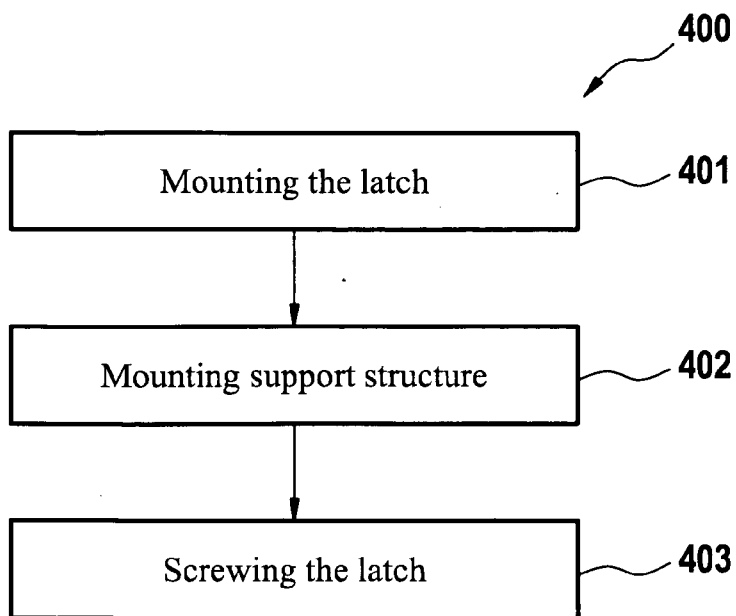 400
Mounting the latch
401
Mounting support structure
402
Screwing the latch
403